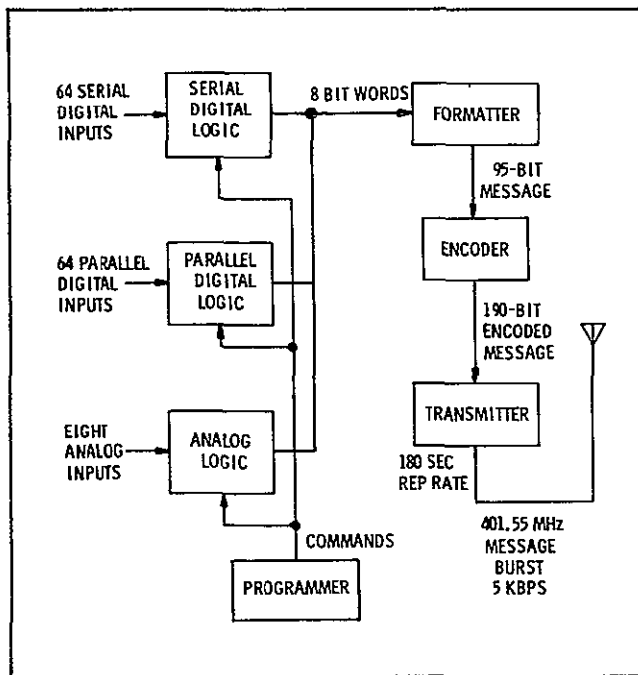 64 SERIAL
DIGITAL
INPUTS
SERIAL
DIGITAL
LOGIC
8 BIT WORDS
FORMATTER
95-BIT
MESSAGE
64 PARALLEL
DIGITAL
INPUTS
PARALLEL
DIGITAL
LOGIC
ENCODER
190-BIT
ENCODED
MESSAGE
EIGHT
ANALOG
INPUTS
ANALOG
LOGIC
TRANSMITTER
180 SEC
REP RATE
COMMANDS
PROGRAMMER
401.55 MHz
MESSAGE
BURST
5 KBPS